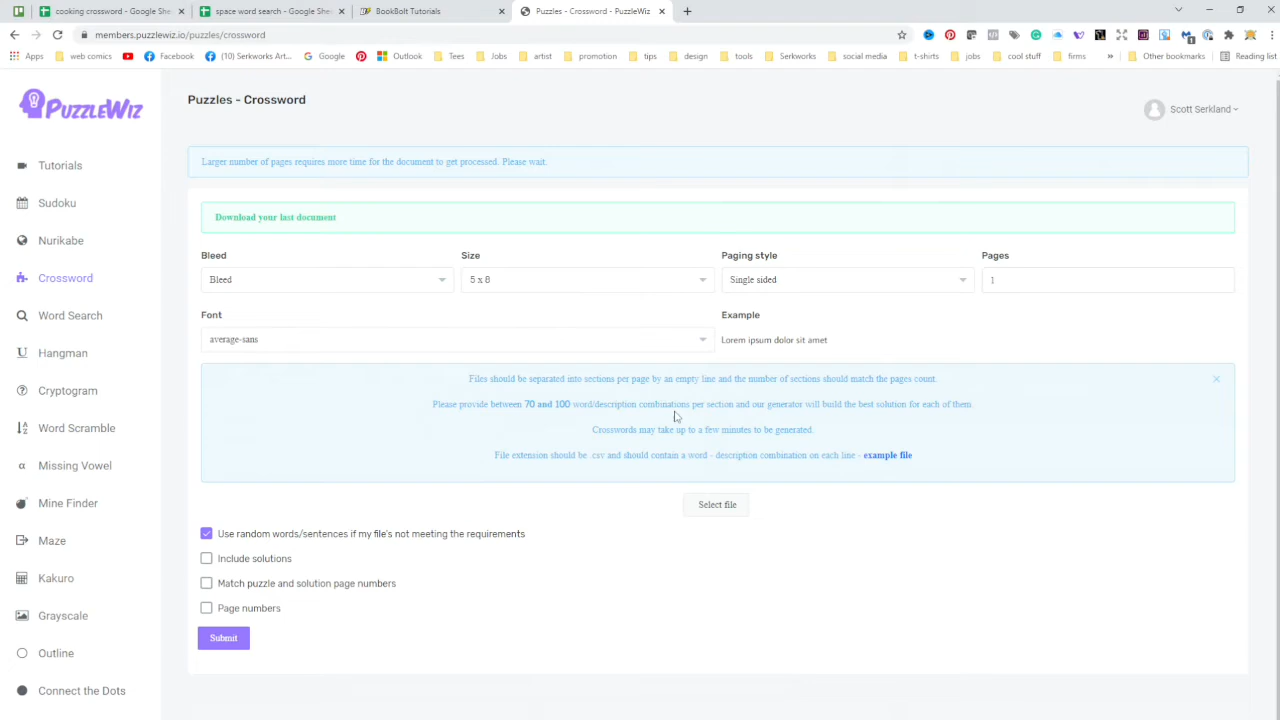 cooking crossword - Google She
space word search - Google She
BookBolt Tutorials
Puzzles - Crossword - PuzzleWiz
members.puzzlewiz.io/puzzles/crossword
Apps
web comics
Facebook
(10) Serkworks Art...
Google
Outlook
Tees
Jobs
artist
promotion
tips
design
tools
Serkworks
social media
t-shirts
jobs
cool stuff
firms
Other bookmarks
Reading list
PUZZLEWIZ
Puzzles - Crossword
Scott Serkland
Larger number of pages requires more time for the document to get processed. Please wait.
Tutorials
Sudoku
Nurikabe
Crossword
Word Search
Hangman
Cryptogram
Word Scramble
Missing Vowel
Mine Finder
Maze
Kakuro
Grayscale
Outline
Connect the Dots
Download your last document
Bleed
Size
Paging style
Pages
Bleed
5 x 8
Single sided
1
Font
Example
average-sans
Lorem ipsum dolor sit amet
Files should be separated into sections per page by an empty line and the number of sections should match the pages count.
Please provide between 70 and 100 word/description combinations per section and our generator will build the best solution for each of them.
Crosswords may take up to a few minutes to be generated.
File extension should be .csv and should contain a word - description combination on each line - example file
Select file
Use random words/sentences if my file's not meeting the requirements
Include solutions
Match puzzle and solution page numbers
Page numbers
Submit